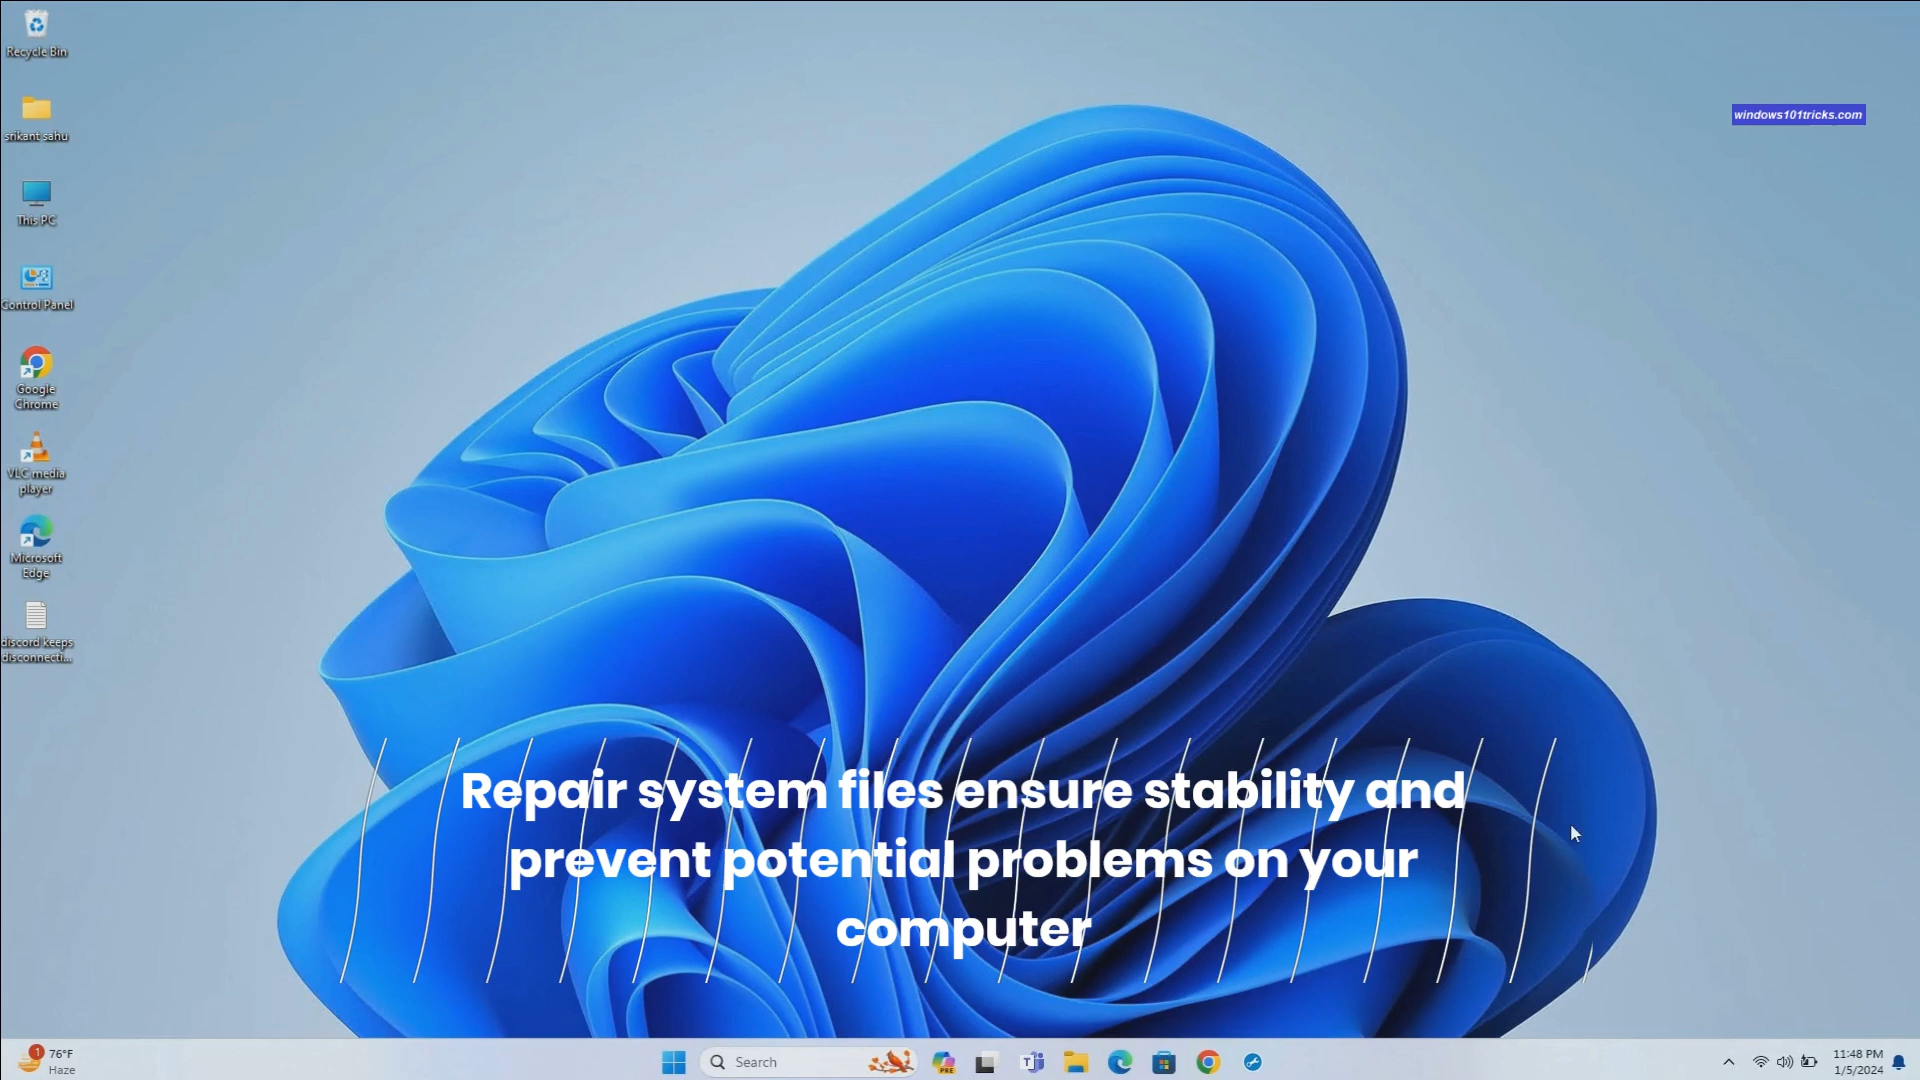 Recycle Bin
windows101tricks.com
srikant sahu
This PC
Control Panel
Google
Chrome
VLC media
player
Microsoft
Edge
discord keeps
disconnecti...
Repair system files ensure stability and
prevent potential problems on your
computer
1
76°F
Haze
Search
PRE
11:48 PM
1/5/2024